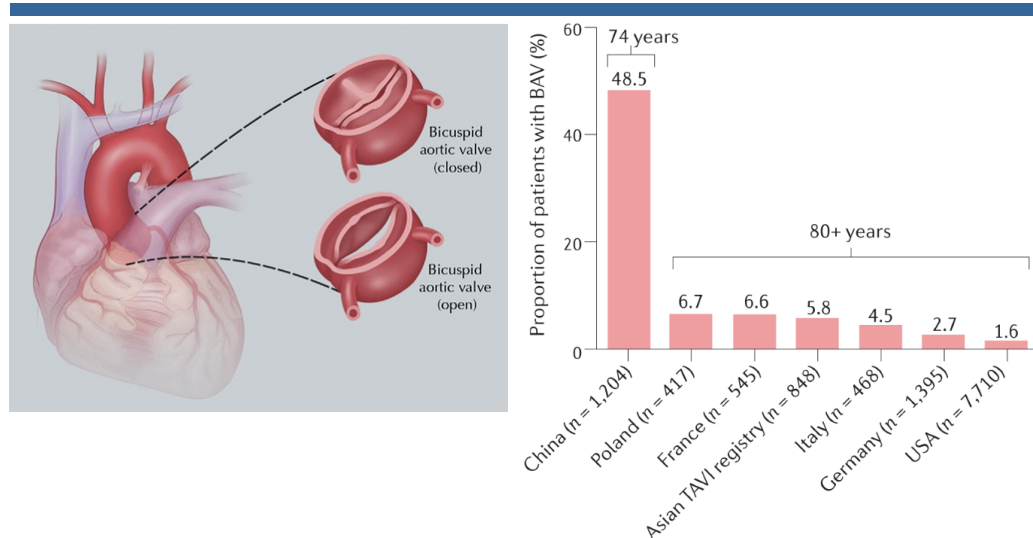 Bicuspid
aortic valve
(closed)
Bicuspid
aortic valve
(open)
Proportion of patients with BAV (%)
60
40
20
0
74 years
80+ years
48.5
6.7
6.6
5.8
4.5
2.7
1.6
China (n = 1,204)
Poland (n = 417)
France (n = 545)
Asian TAVI registry (n = 848)
Italy (n = 468)
Germany (n = 1,395)
USA (n = 7,710)